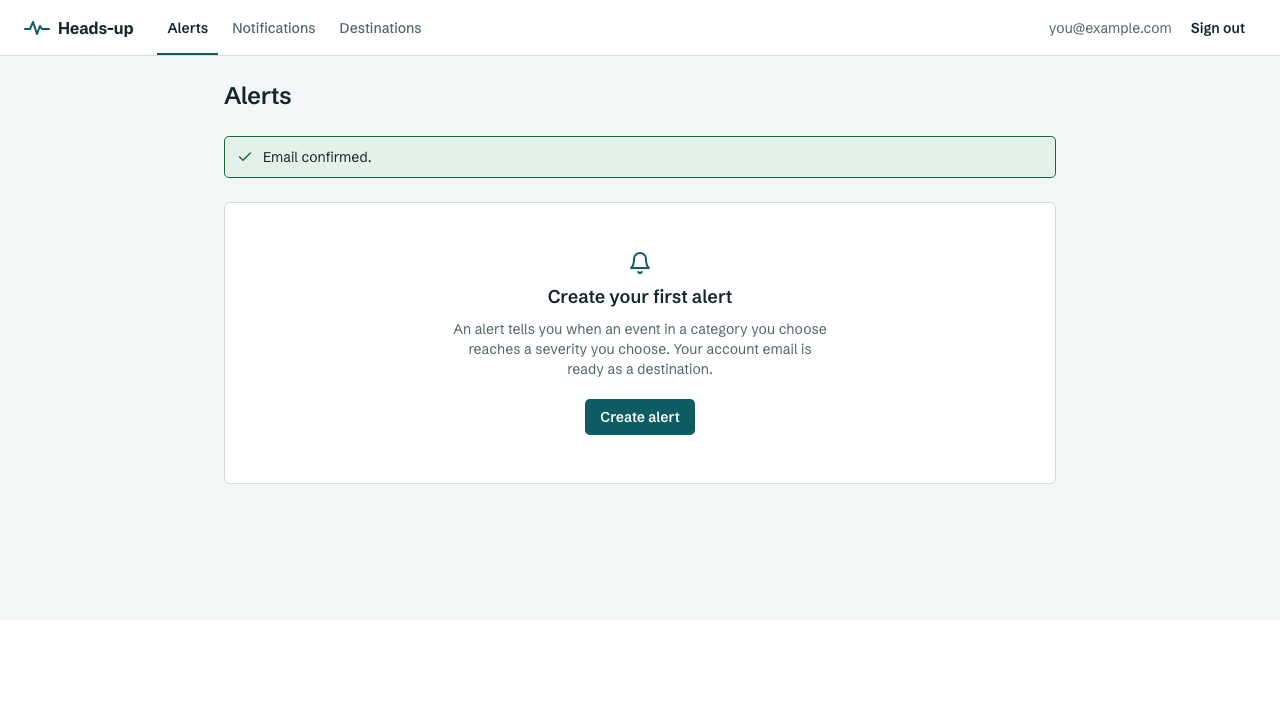 Heads-up
Alerts
Notifications
Destinations
you@example.com
Sign out
Alerts
Email confirmed.
Create your first alert
An alert tells you when an event in a category you choose
reaches a severity you choose. Your account email is
ready as a destination.
Create alert